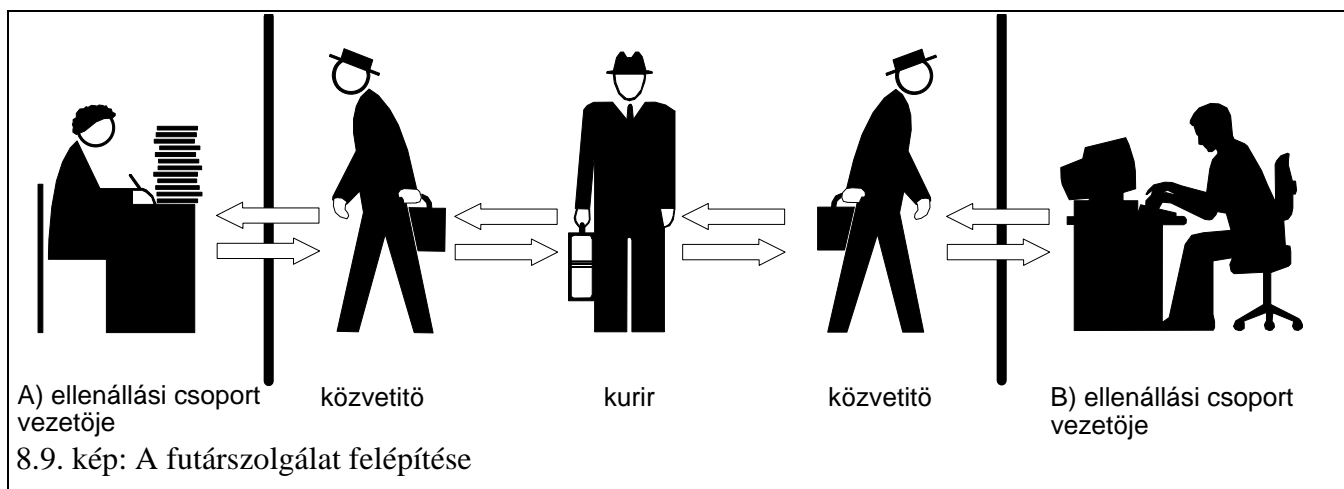 A) ellenállási csoport
vezetöje
közvetitö
kurir
közvetitö
B) ellenállási csoport
vezetöje
8.9. kép: A futárszolgálat felépítése